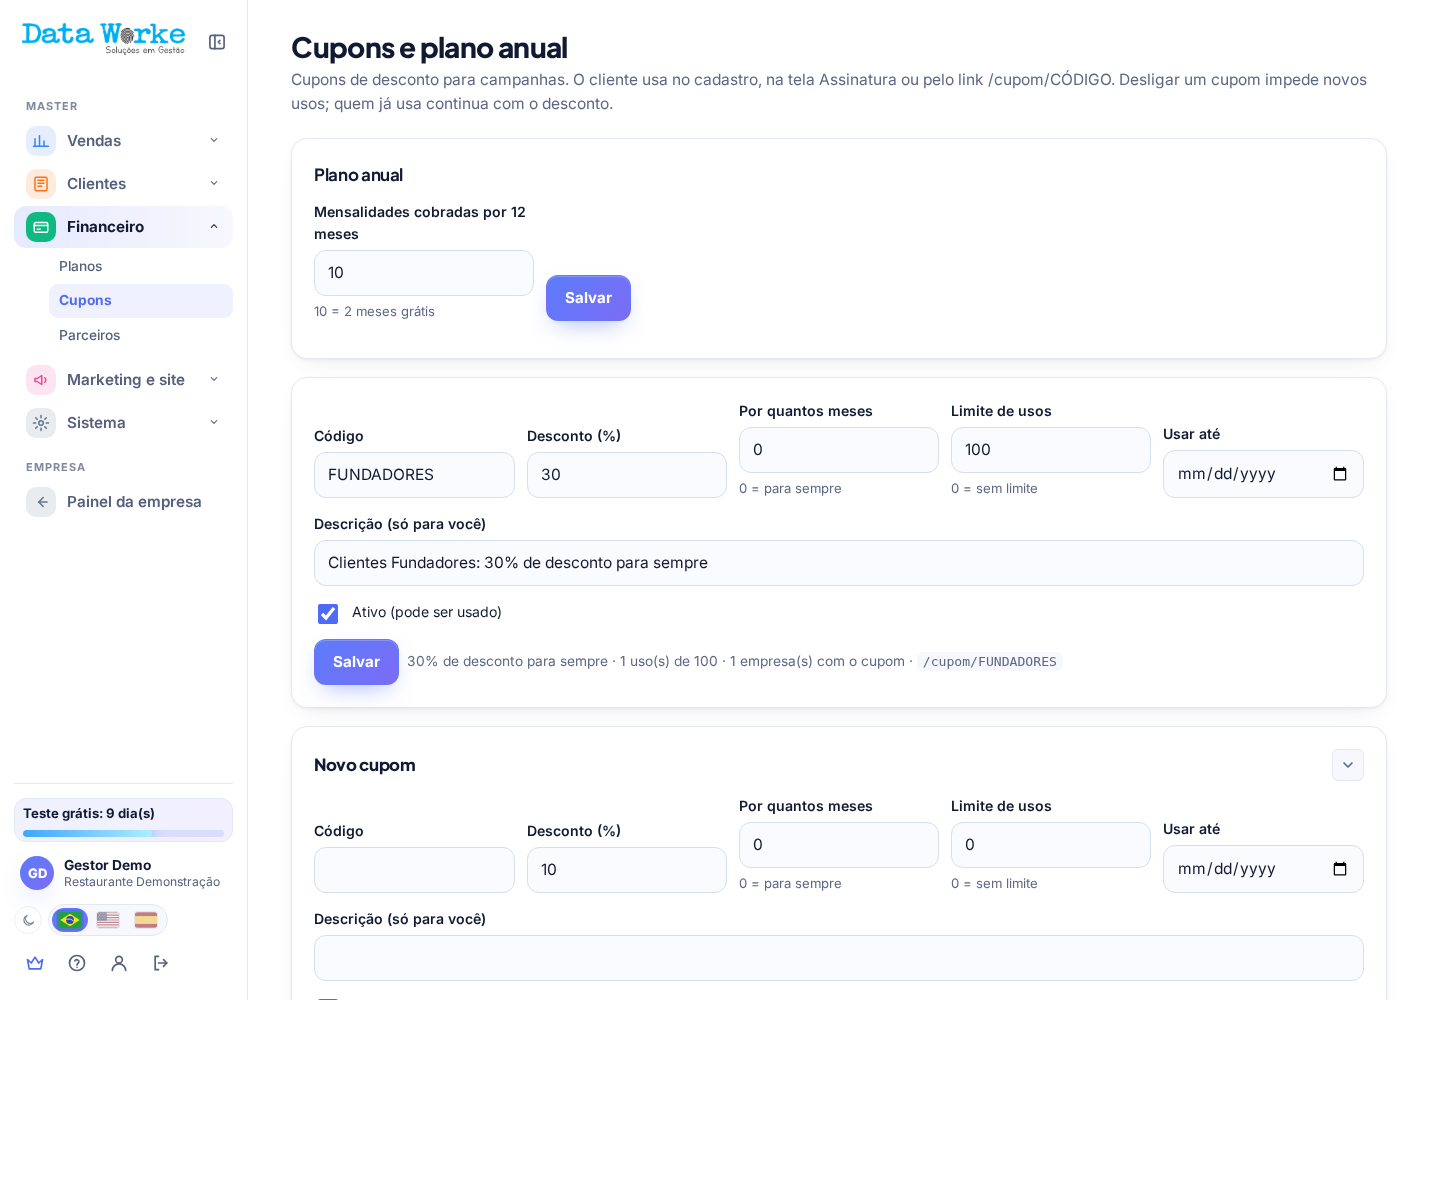 Data Worke
Soluções em Gestão
MASTER
Vendas
Clientes
Financeiro
Planos
Cupons
Parceiros
Marketing e site
Sistema
EMPRESA
Painel da empresa
Teste grátis: 9 dia(s)
GD
Gestor Demo
Restaurante Demonstração
Cupons e plano anual
Cupons de desconto para campanhas. O cliente usa no cadastro, na tela Assinatura ou pelo link /cupom/CÓDIGO. Desligar um cupom impede novos
usos; quem já usa continua com o desconto.
Plano anual
Mensalidades cobradas por 12
meses
10
Salvar
10 = 2 meses grátis
Código
Desconto (%)
Por quantos meses
Limite de usos
Usar até
FUNDADORES
30
0
100
mm/dd/yyyy
0 = para sempre
0 = sem limite
Descrição (só para você)
Clientes Fundadores: 30% de desconto para sempre
Ativo (pode ser usado)
Salvar
30% de desconto para sempre · 1 uso(s) de 100 · 1 empresa(s) com o cupom · /cupom/FUNDADORES
Novo cupom
Código
Desconto (%)
Por quantos meses
Limite de usos
Usar até
10
0
0
mm/dd/yyyy
0 = para sempre
0 = sem limite
Descrição (só para você)